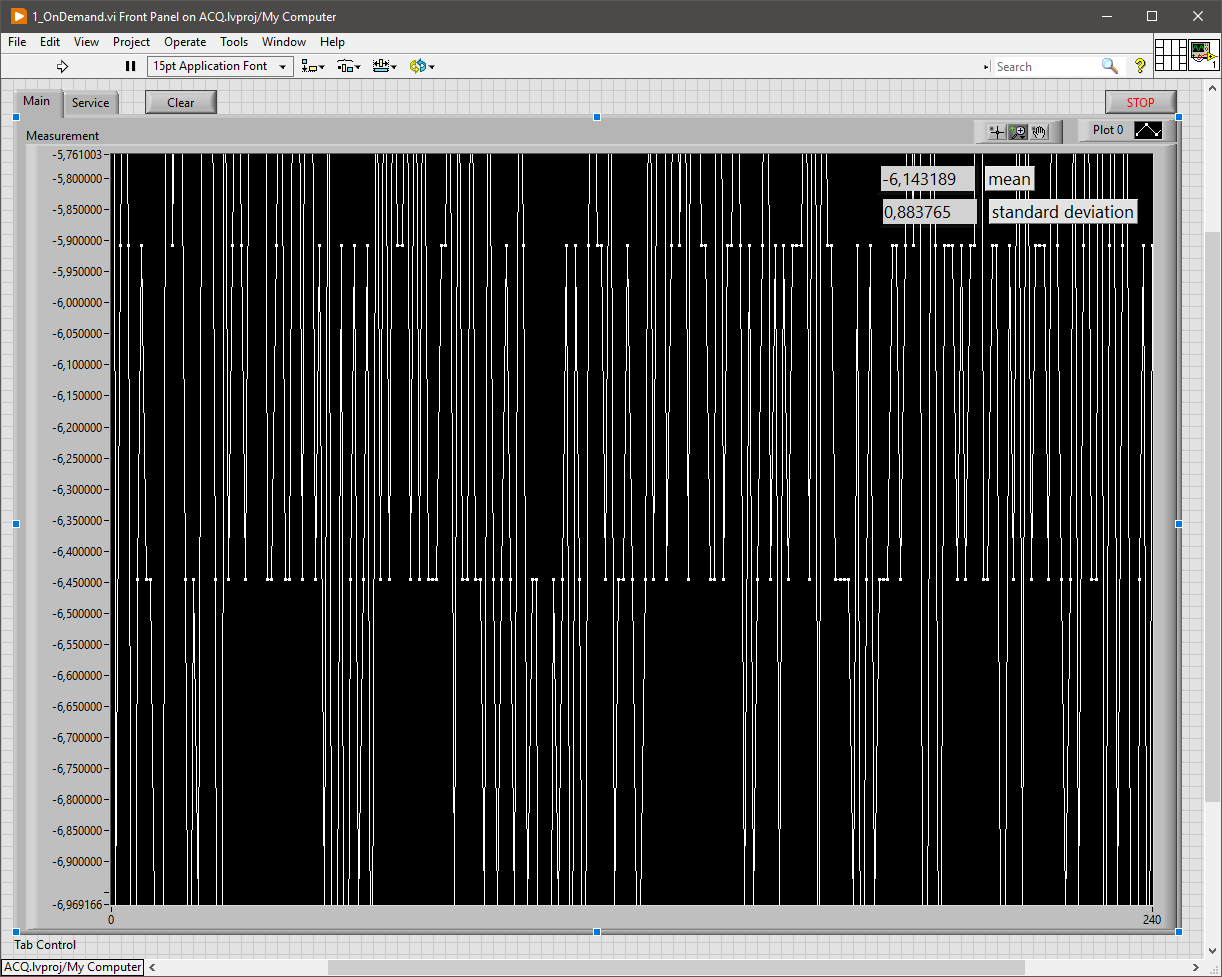 1_OnDemand.vi Front Panel on ACQ.lvproj/My Computer
File Edit View Project Operate Tools Window Help
15pt Application Font
Search
?
1
Main Service Clear STOP
Measurement
Plot 0
-6,143189 mean
0,883765 standard deviation
-5,761003
-5,800000
-5,850000
-5,900000
-5,950000
-6,000000
-6,050000
-6,100000
-6,150000
-6,200000
-6,250000
-6,300000
-6,350000
-6,400000
-6,450000
-6,500000
-6,550000
-6,600000
-6,650000
-6,700000
-6,750000
-6,800000
-6,850000
-6,900000
-6,969166
0 240
Tab Control
ACQ.lvproj/My Computer